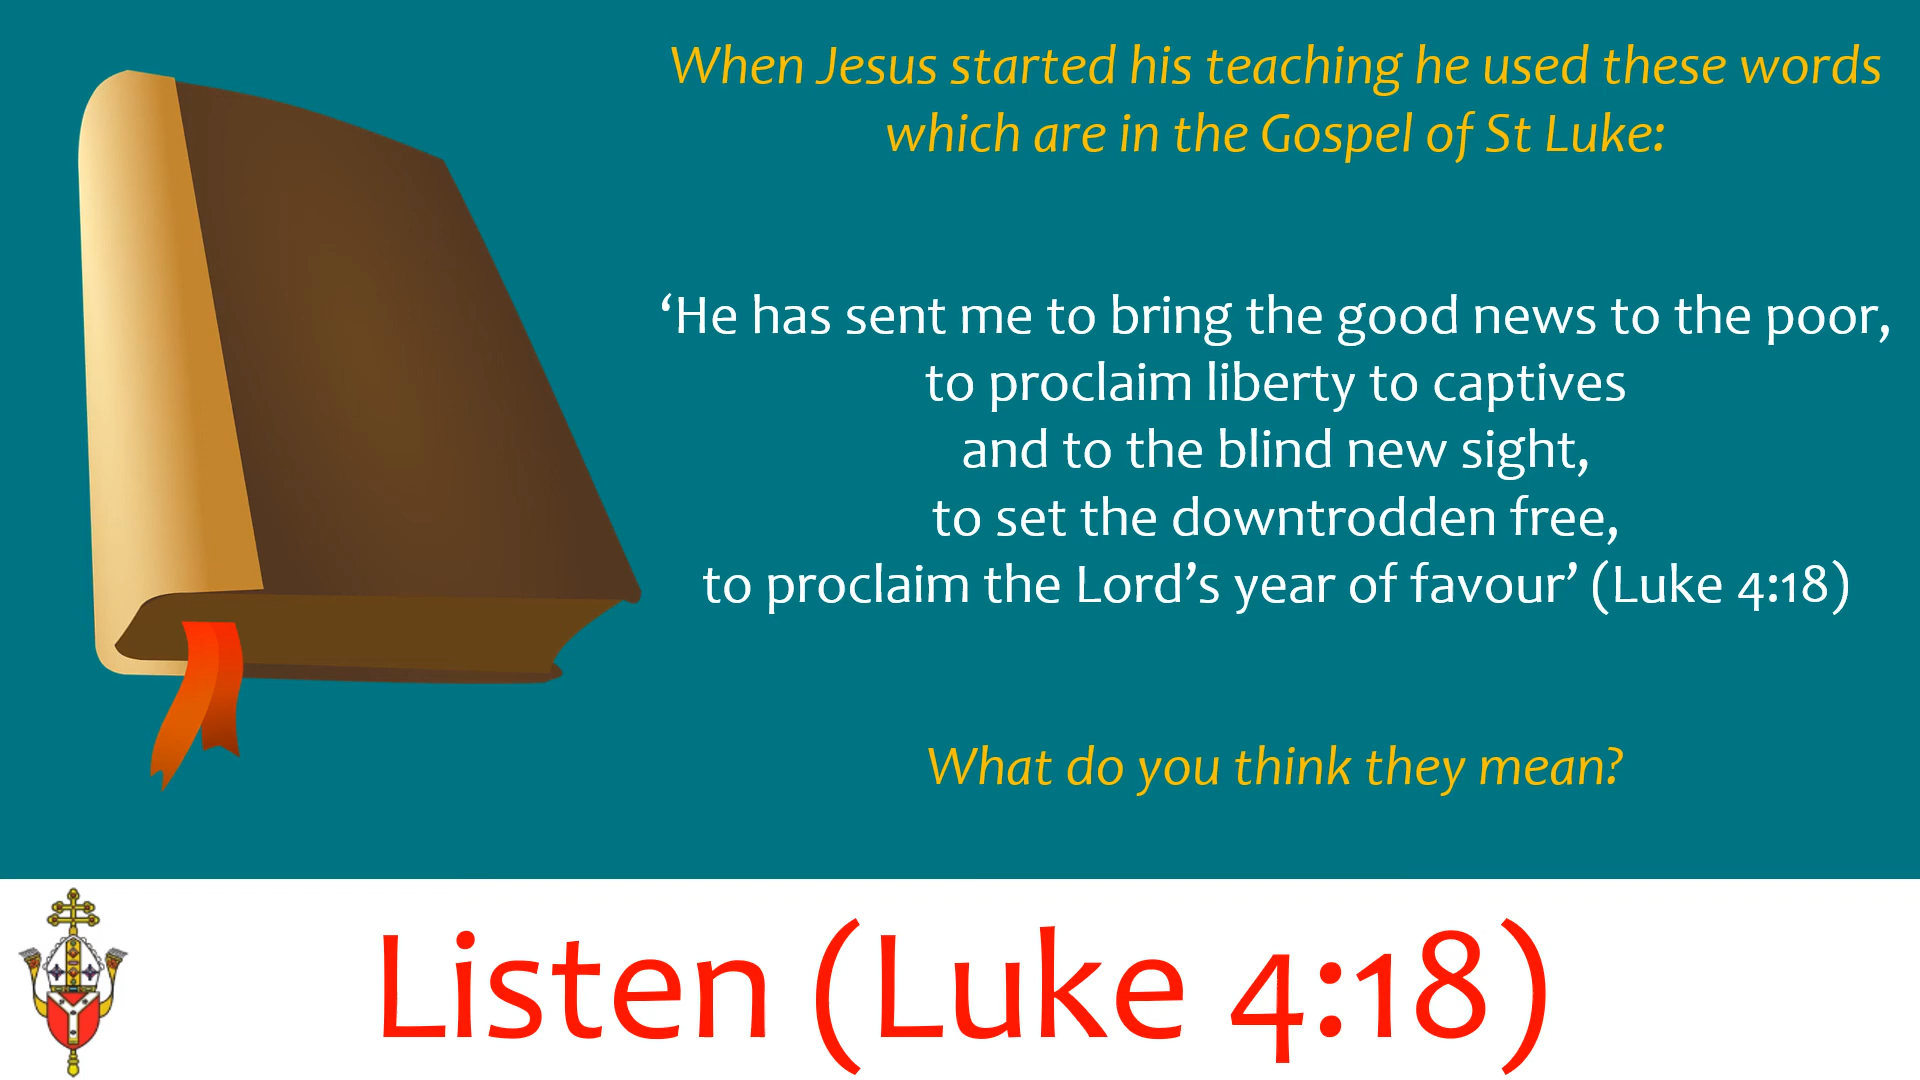 When Jesus started his teaching he used these words
which are in the Gospel of St Luke:
‘He has sent me to bring the good news to the poor,
to proclaim liberty to captives
and to the blind new sight,
to set the downtrodden free,
to proclaim the Lord’s year of favour’ (Luke 4:18)
What do you think they mean?
Listen (Luke 4:18)